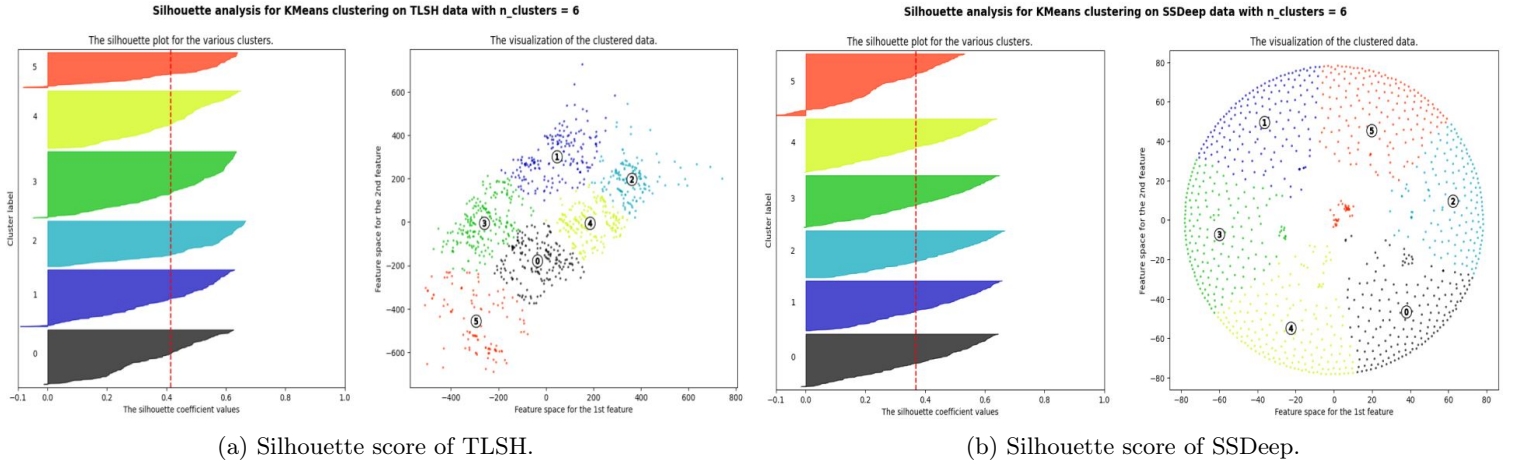 Silhouette analysis for KMeans clustering on TLSH data with n_clusters = 6
The silhouette plot for the various clusters.
Cluster label
5
4
3
2
1
0
−0.1 0.0 0.2 0.4 0.6 0.8 1.0
The silhouette coefficient values
The visualization of the clustered data.
Feature space for the 2nd feature
600
400
200
0
−200
−400
−600
1
2
3
4
0
5
−400 −200 0 200 400 600 800
Feature space for the 1st feature
(a) Silhouette score of TLSH.
Silhouette analysis for KMeans clustering on SSDeep data with n_clusters = 6
The silhouette plot for the various clusters.
Cluster label
5
4
3
2
1
0
−0.1 0.0 0.2 0.4 0.6 0.8 1.0
The silhouette coefficient values
The visualization of the clustered data.
Feature space for the 2nd feature
80
60
40
20
0
−20
−40
−60
−80
1
5
2
3
0
4
−80 −60 −40 −20 0 20 40 60 80
Feature space for the 1st feature
(b) Silhouette score of SSDeep.